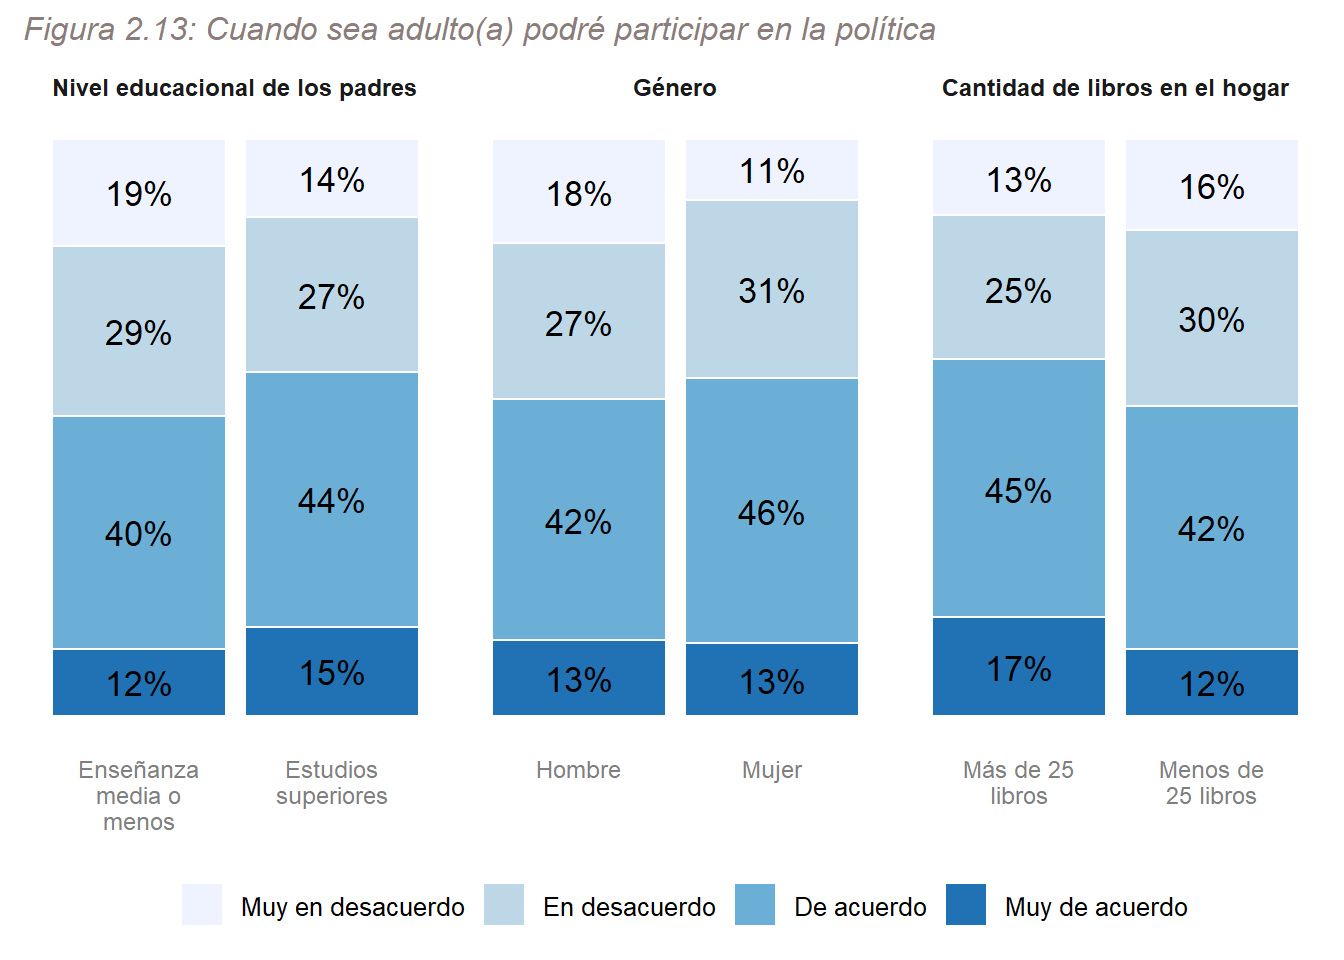 Figura 2.13: Cuando sea adulto(a) podré participar en la política
Nivel educacional de los padres
19%
29%
40%
12%
14%
27%
44%
15%
Enseñanza
media o
menos
Estudios
superiores
Género
18%
27%
42%
13%
11%
31%
46%
13%
Hombre
Mujer
Cantidad de libros en el hogar
13%
25%
45%
17%
16%
30%
42%
12%
Más de 25
libros
Menos de
25 libros
Muy en desacuerdo
En desacuerdo
De acuerdo
Muy de acuerdo